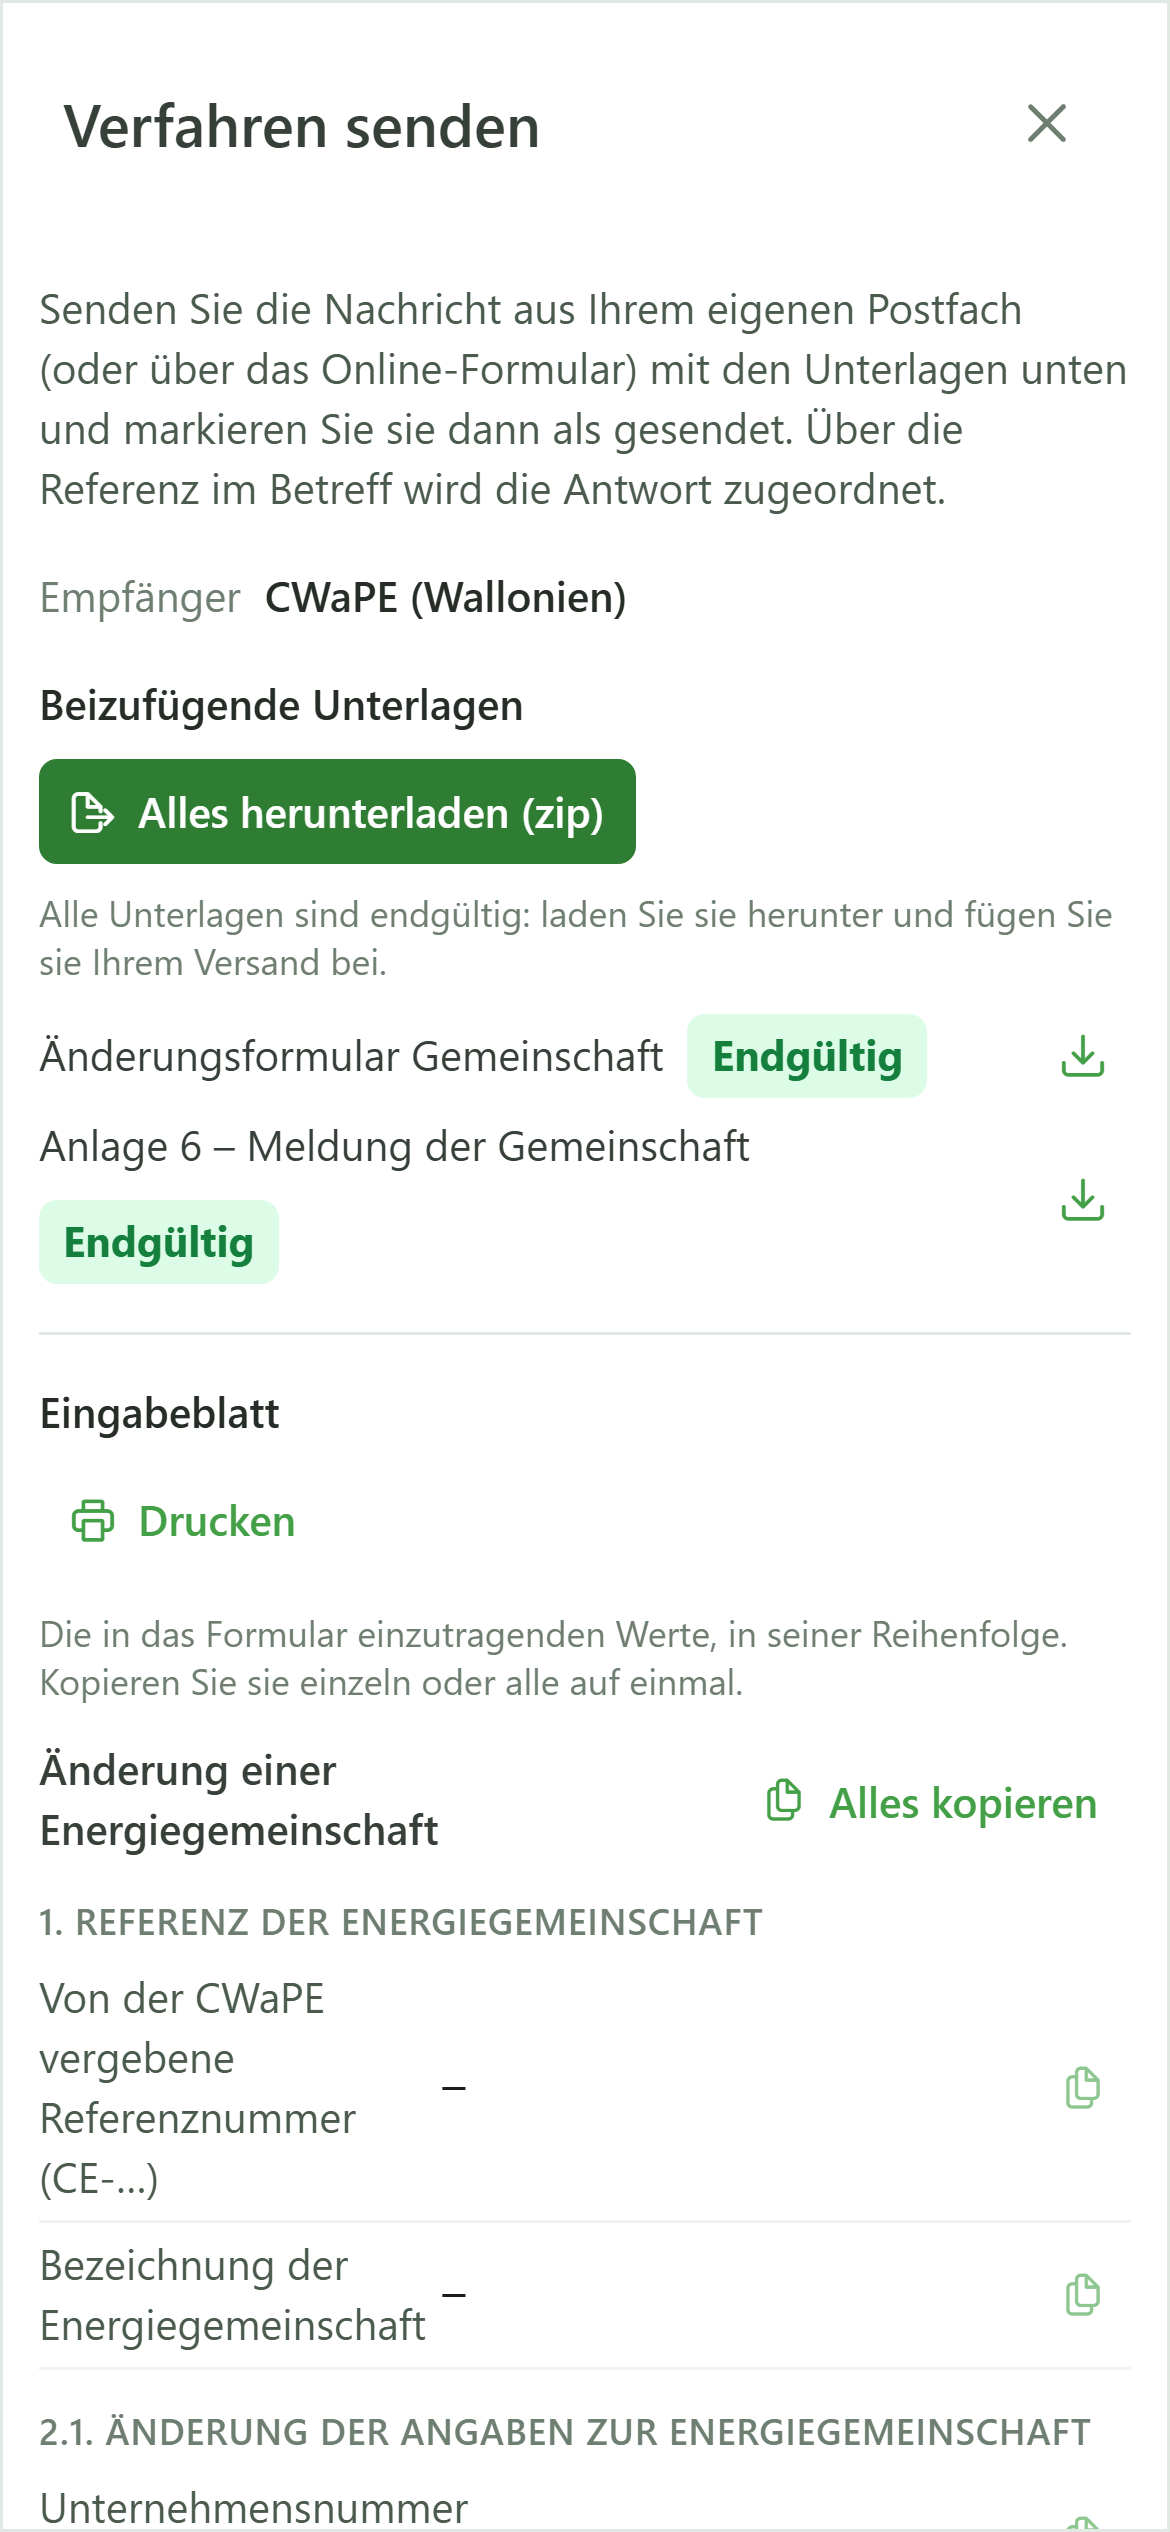 Verfahren senden
Senden Sie die Nachricht aus Ihrem eigenen Postfach
(oder über das Online-Formular) mit den Unterlagen unten
und markieren Sie sie dann als gesendet. Über die
Referenz im Betreff wird die Antwort zugeordnet.
Empfänger CWaPE (Wallonien)
Beizufügende Unterlagen
Alles herunterladen (zip)
Alle Unterlagen sind endgültig: laden Sie sie herunter und fügen Sie
sie Ihrem Versand bei.
Änderungsformular Gemeinschaft Endgültig
Anlage 6 – Meldung der Gemeinschaft
Endgültig
Eingabeblatt
Drucken
Die in das Formular einzutragenden Werte, in seiner Reihenfolge.
Kopieren Sie sie einzeln oder alle auf einmal.
Änderung einer
Energiegemeinschaft
Alles kopieren
1. REFERENZ DER ENERGIEGEMEINSCHAFT
Von der CWaPE
vergebene
Referenznummer
(CE-…)
–
Bezeichnung der
Energiegemeinschaft
–
2.1. ÄNDERUNG DER ANGABEN ZUR ENERGIEGEMEINSCHAFT
Unternehmensnummer